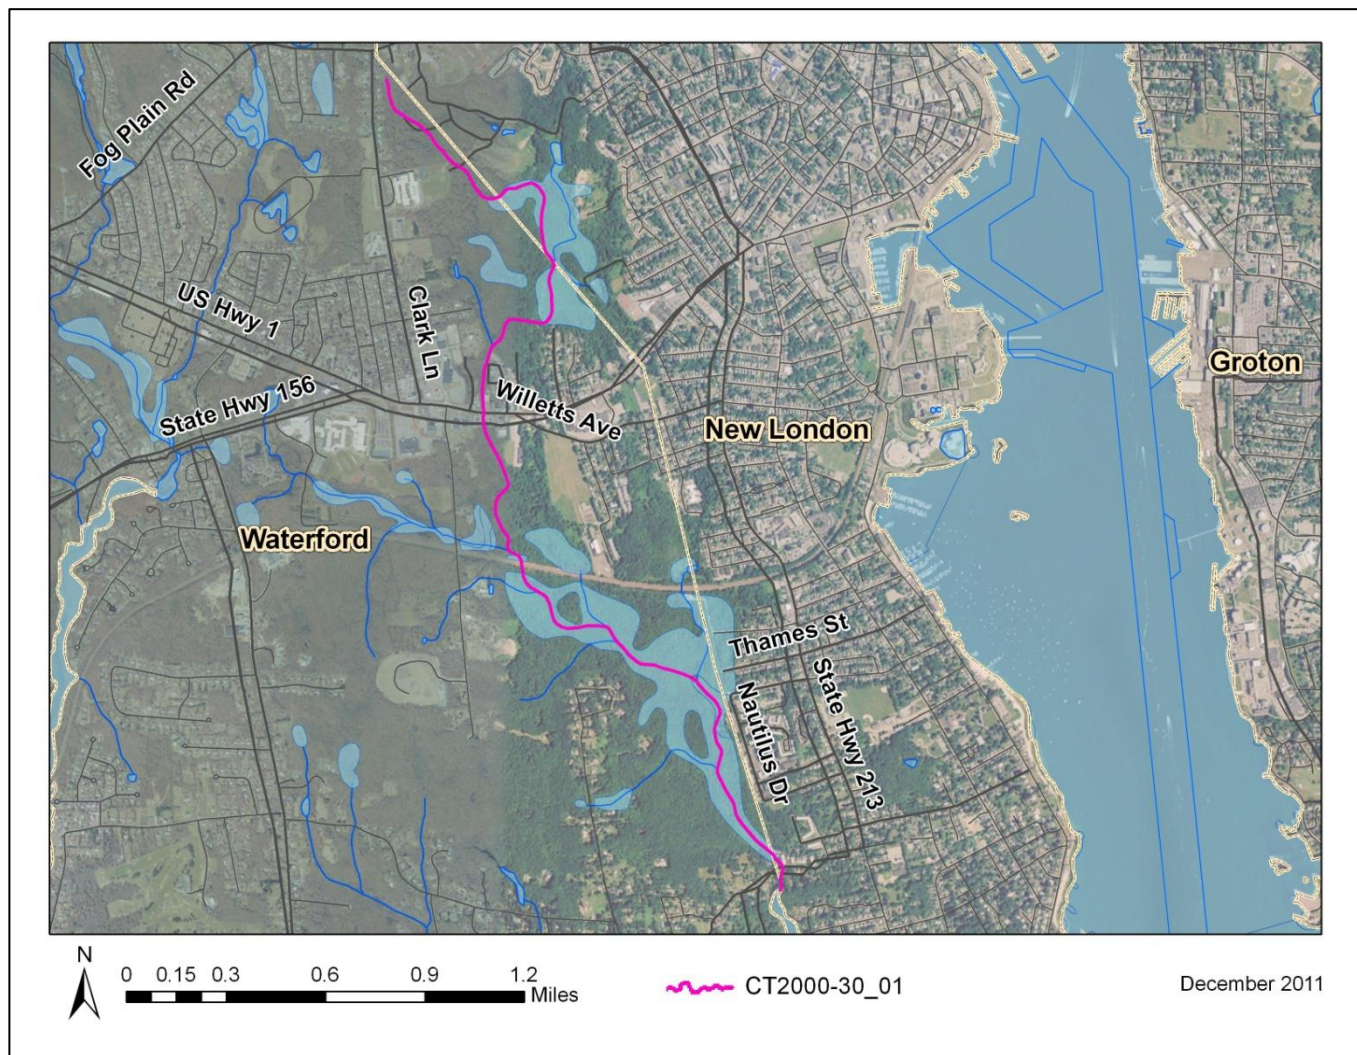 Fog Plain Rd
US Hwy 1
Clark Ln
State Hwy 156
Willetts Ave
New London
Groton
Waterford
Thames St
State Hwy 213
Nautilus Dr
N
0 0.15 0.3 0.6 0.9 1.2
Miles
CT2000-30_01
December 2011